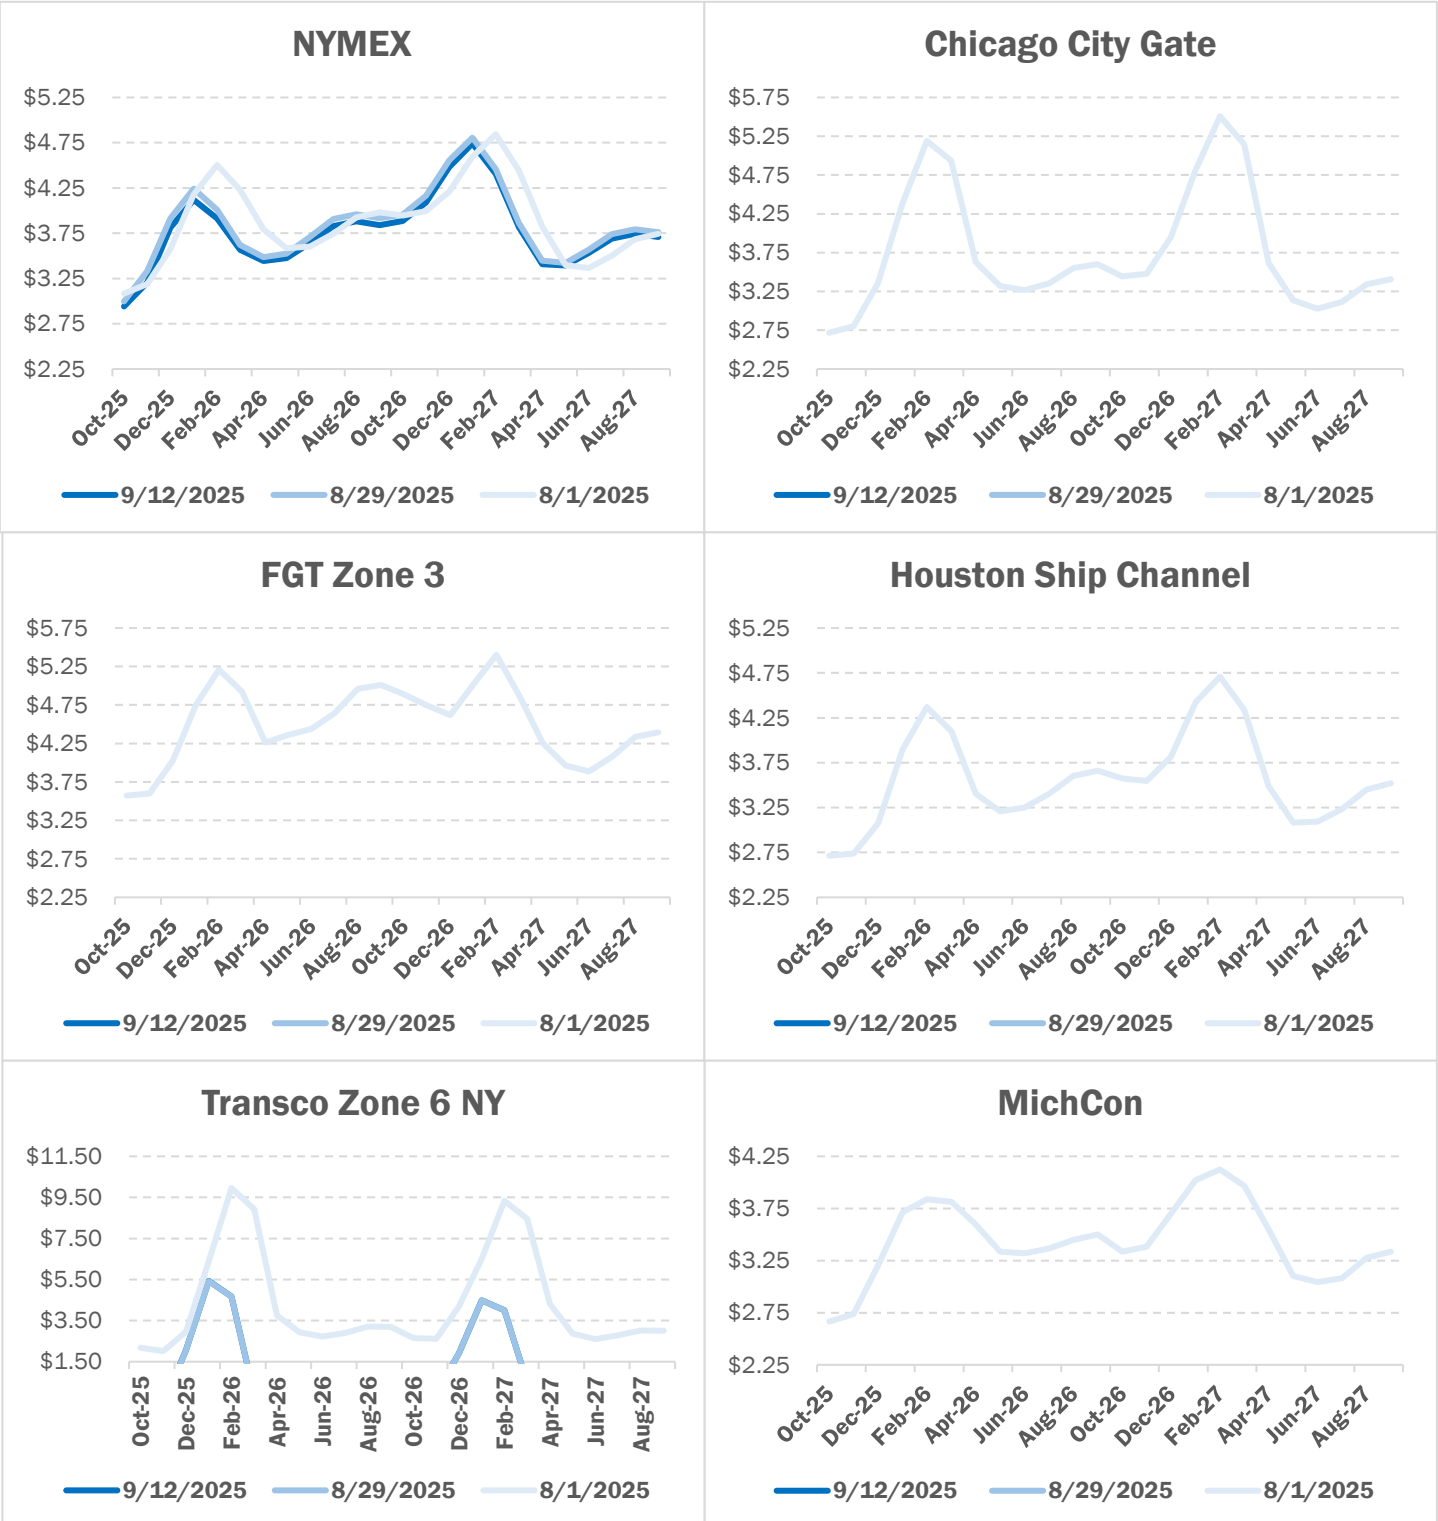 NYMEX
$5.25
$4.75
$4.25
$3.75
$3.25
$2.75
$2.25
Oct-25 Dec-25 Feb-26 Apr-26 Jun-26 Aug-26 Oct-26 Dec-26 Feb-27 Apr-27 Jun-27 Aug-27
9/12/2025 8/29/2025 8/1/2025
Chicago City Gate
$5.75
$5.25
$4.75
$4.25
$3.75
$3.25
$2.75
$2.25
Oct-25 Dec-25 Feb-26 Apr-26 Jun-26 Aug-26 Oct-26 Dec-26 Feb-27 Apr-27 Jun-27 Aug-27
9/12/2025 8/29/2025 8/1/2025
FGT Zone 3
$5.75
$5.25
$4.75
$4.25
$3.75
$3.25
$2.75
$2.25
Oct-25 Dec-25 Feb-26 Apr-26 Jun-26 Aug-26 Oct-26 Dec-26 Feb-27 Apr-27 Jun-27 Aug-27
9/12/2025 8/29/2025 8/1/2025
Houston Ship Channel
$5.25
$4.75
$4.25
$3.75
$3.25
$2.75
$2.25
Oct-25 Dec-25 Feb-26 Apr-26 Jun-26 Aug-26 Oct-26 Dec-26 Feb-27 Apr-27 Jun-27 Aug-27
9/12/2025 8/29/2025 8/1/2025
Transco Zone 6 NY
$11.50
$9.50
$7.50
$5.50
$3.50
$1.50
Oct-25 Dec-25 Feb-26 Apr-26 Jun-26 Aug-26 Oct-26 Dec-26 Feb-27 Apr-27 Jun-27 Aug-27
9/12/2025 8/29/2025 8/1/2025
MichCon
$4.25
$3.75
$3.25
$2.75
$2.25
Oct-25 Dec-25 Feb-26 Apr-26 Jun-26 Aug-26 Oct-26 Dec-26 Feb-27 Apr-27 Jun-27 Aug-27
9/12/2025 8/29/2025 8/1/2025